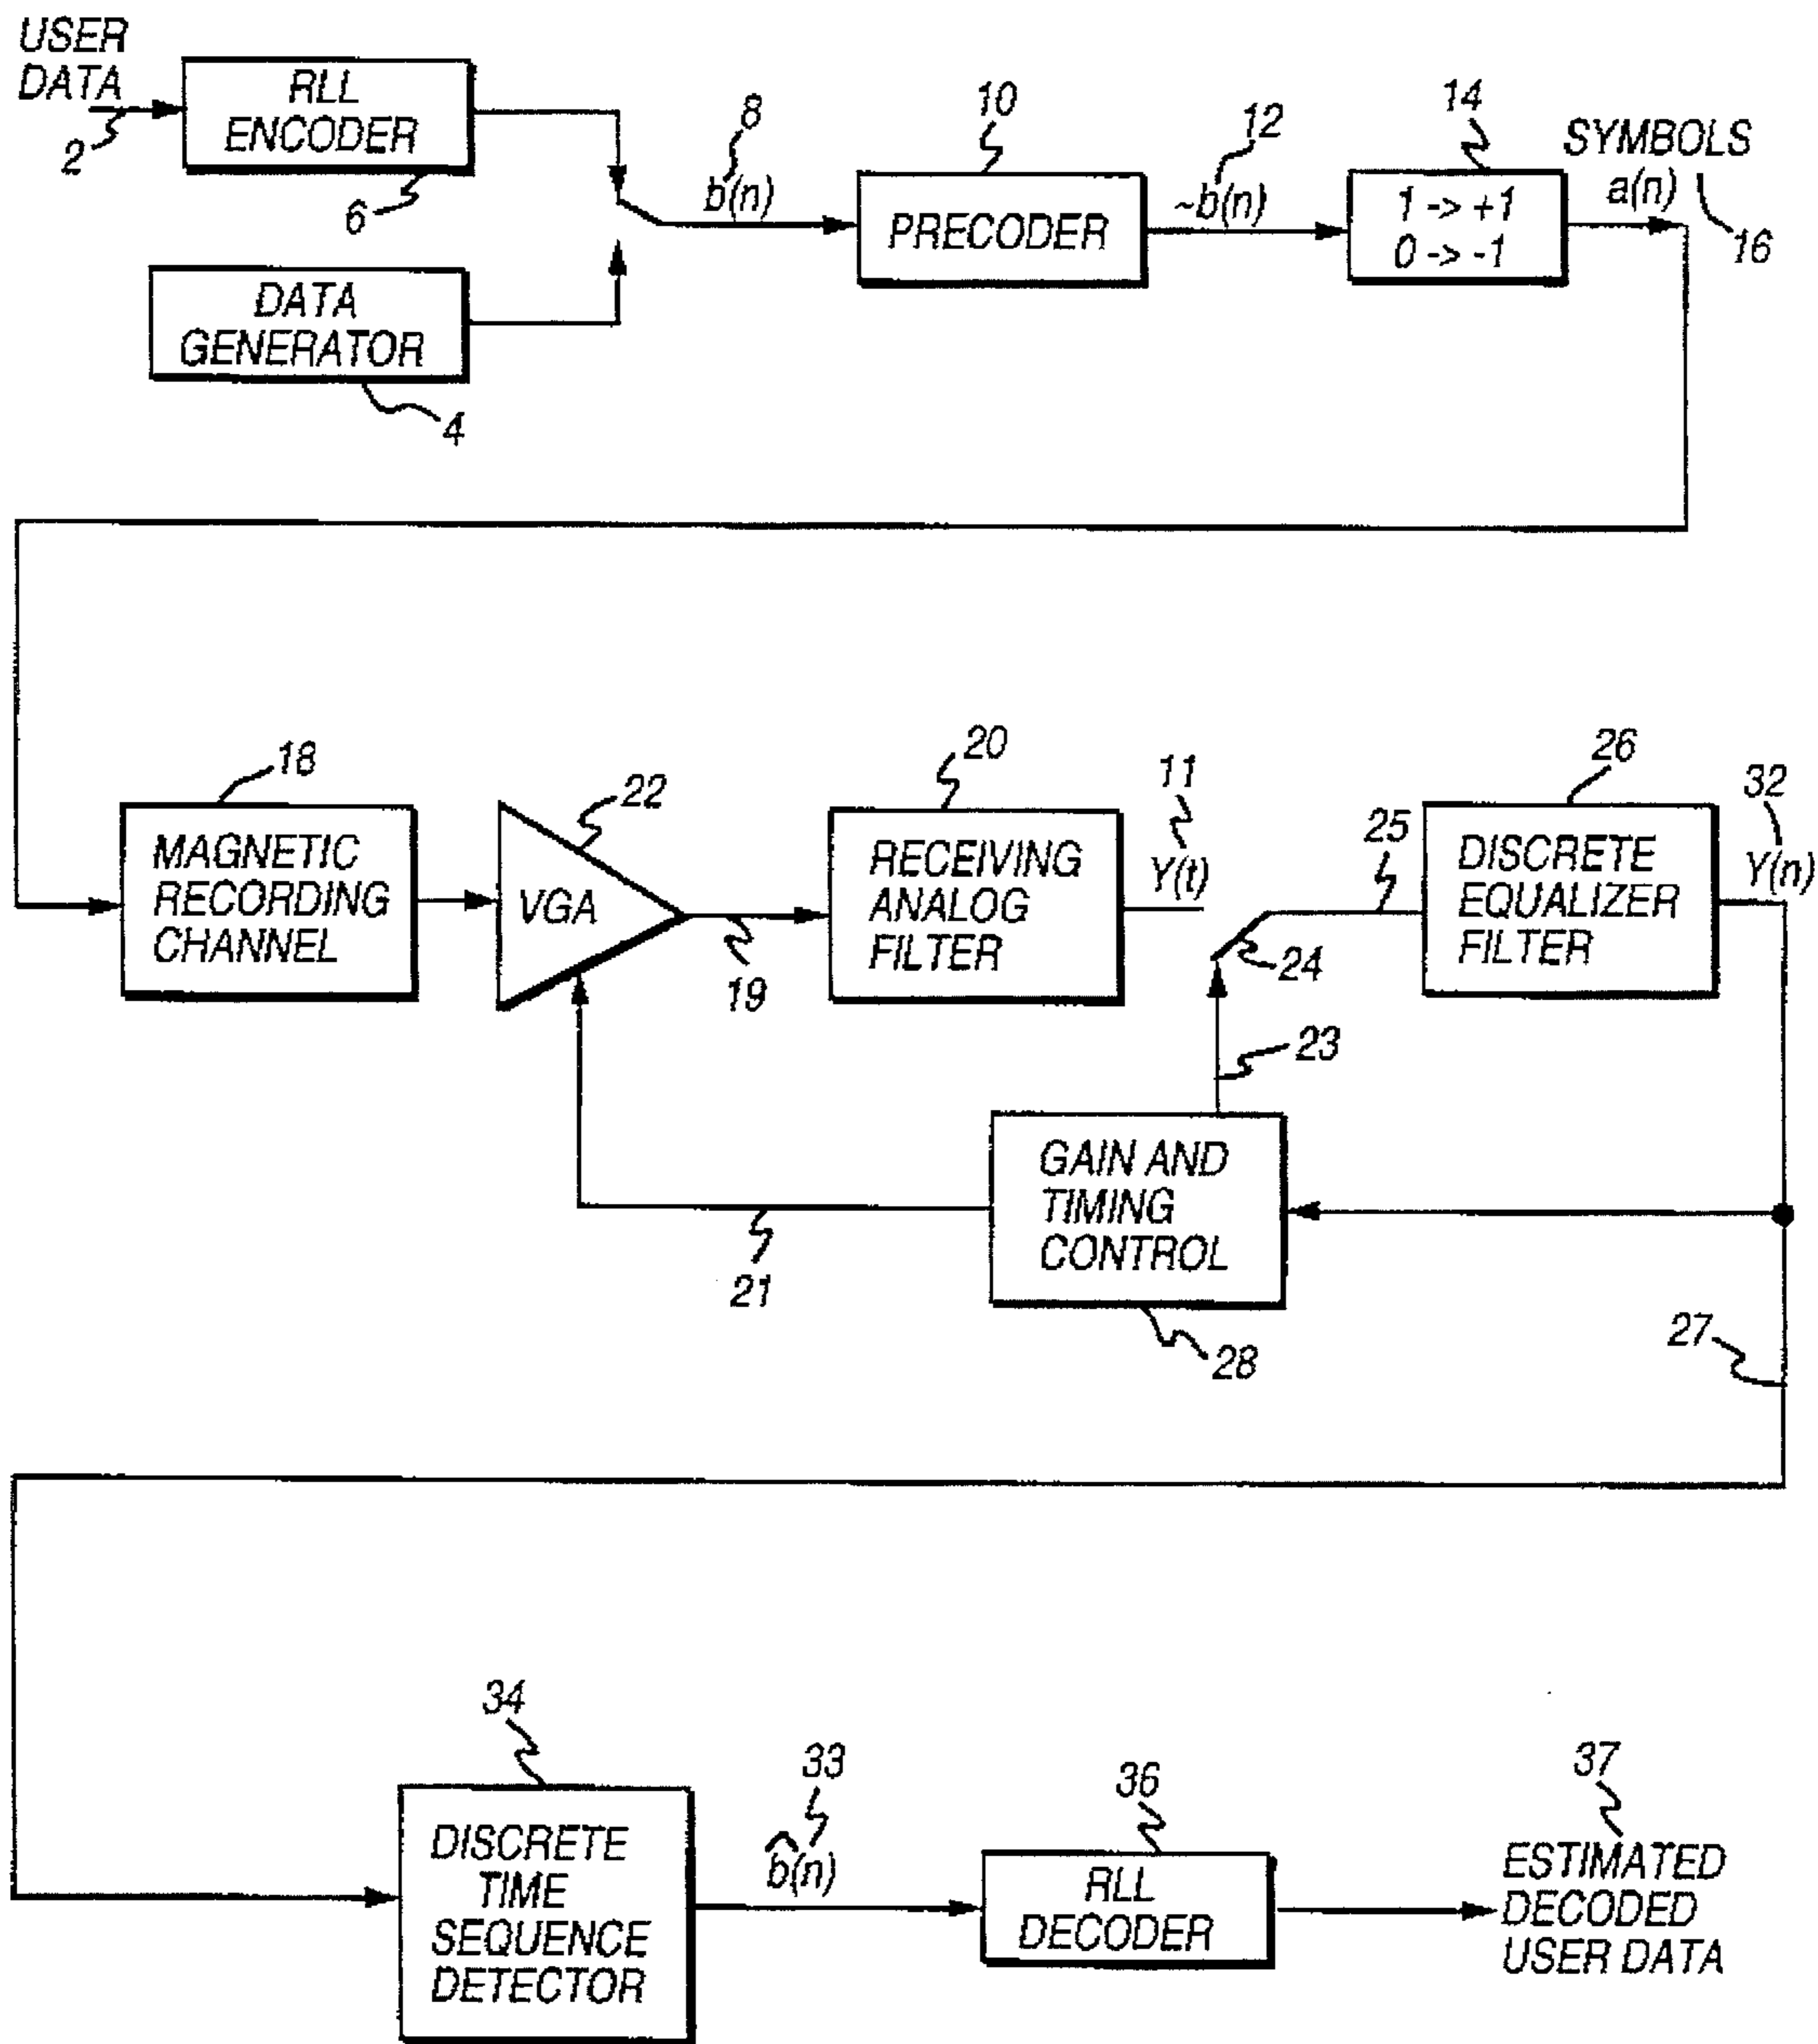 USER
DATA
2
RLL
ENCODER
6
DATA
GENERATOR
4
8
b(n)
10
PRECODER
12
~b(n)
14
1 -> +1
0 -> -1
SYMBOLS
a(n)
16
18
MAGNETIC
RECORDING
CHANNEL
22
VGA
19
20
RECEIVING
ANALOG
FILTER
11
Y(t)
24
25
26
DISCRETE
EQUALIZER
FILTER
32
Y(n)
23
GAIN AND
TIMING
CONTROL
21
28
27
34
DISCRETE
TIME
SEQUENCE
DETECTOR
33
b̂(n)
36
RLL
DECODER
37
ESTIMATED
DECODED
USER DATA